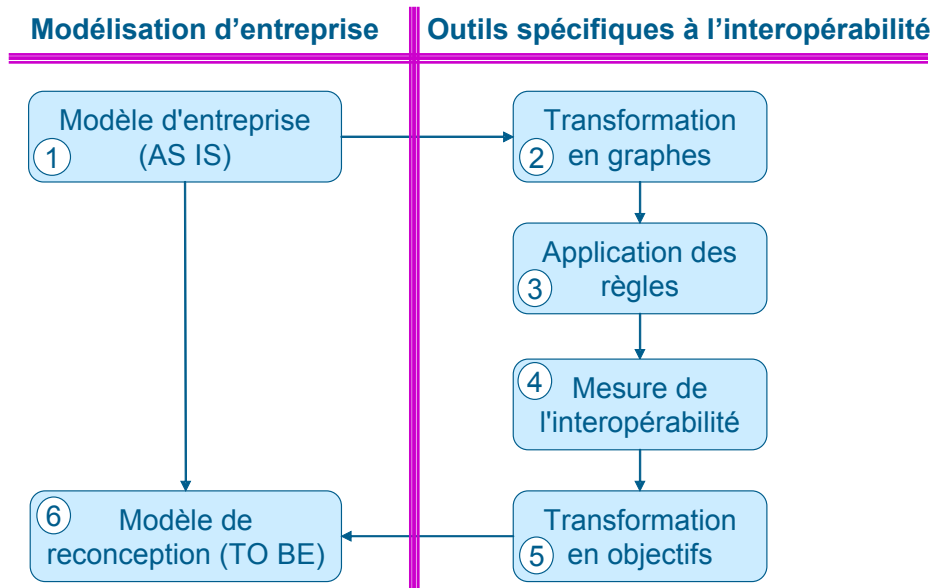 Modélisation d'entreprise
Outils spécifiques à l'interopérabilité
Modèle d'entreprise
(AS IS)
1
Transformation
en graphes
2
Application des
règles
3
4
Mesure de
l'interopérabilité
Transformation
en objectifs
5
6
Modèle de
reconception (TO BE)